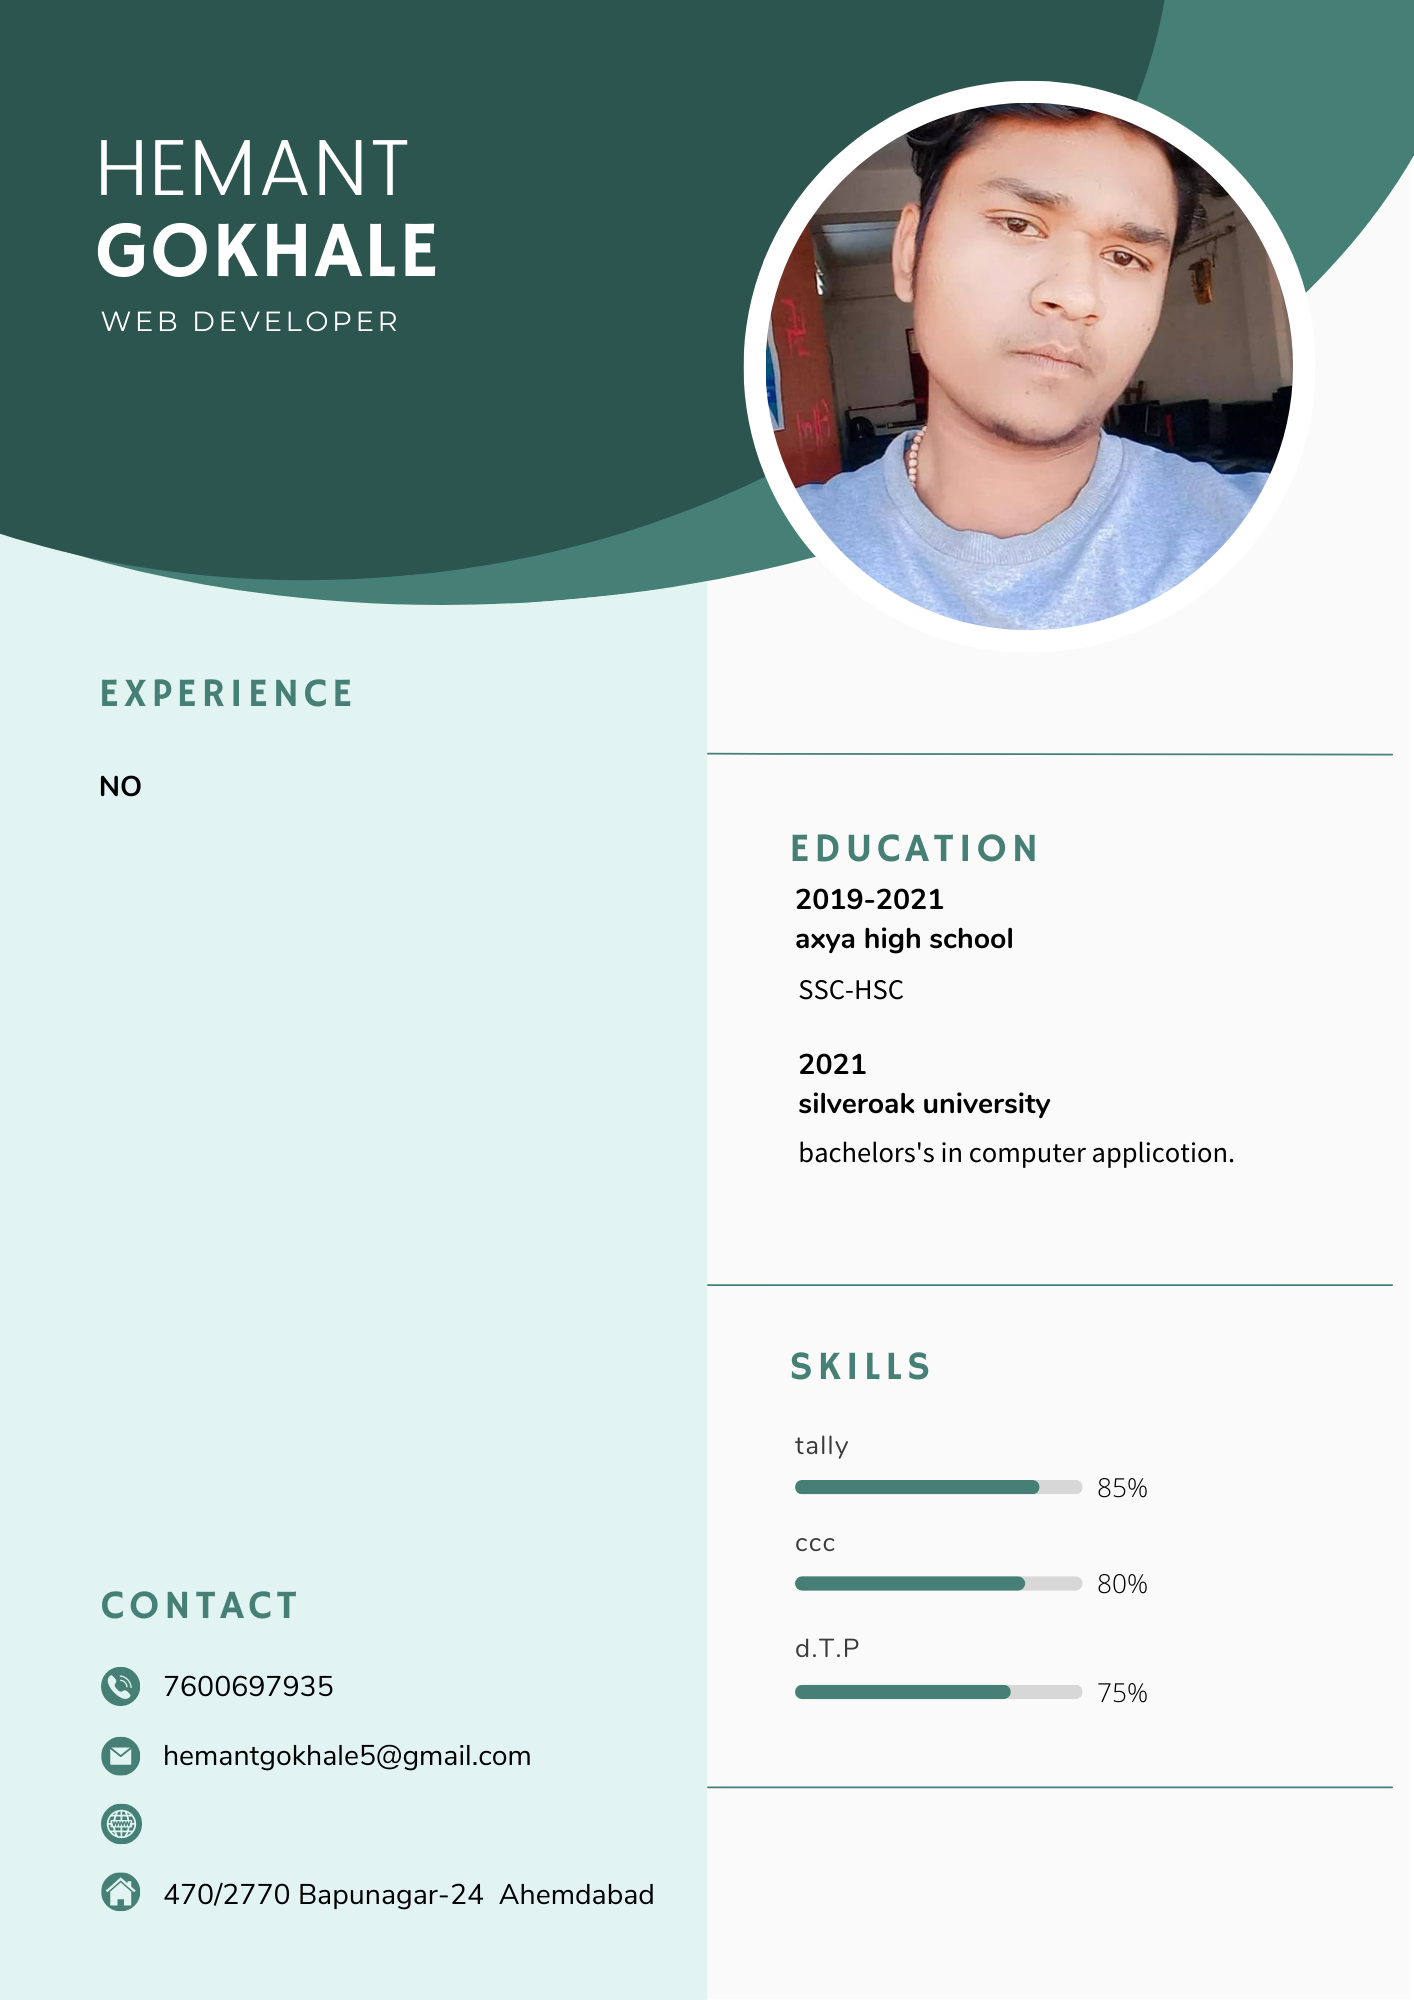 HEMANT
GOKHALE
WEB DEVELOPER
EXPERIENCE
NO
CONTACT
7600697935
hemantgokhale5@gmail.com
470/2770 Bapunagar-24 Ahemdabad
EDUCATION
2019-2021
axya high school
SSC-HSC
2021
silveroak university
bachelors's in computer applicotion.
SKILLS
tally
85%
ccc
80%
d.T.P
75%